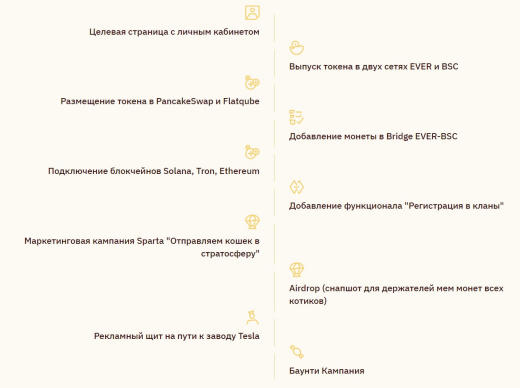 Целевая страница с личным кабинетом
Выпуск токена в двух сетях EVER и BSC
Размещение токена в PancakeSwap и Flatqube
Добавление монеты в Bridge EVER-BSC
Подключение блокчейнов Solana, Tron, Ethereum
Добавление функционала "Регистрация в кланы"
Маркетинговая кампания Sparta "Отправляем кошек в
стратосферу"
Airdrop (снапшот для держателей мем монет всех
котиков)
Рекламный щит на пути к заводу Tesla
Баунти Кампания